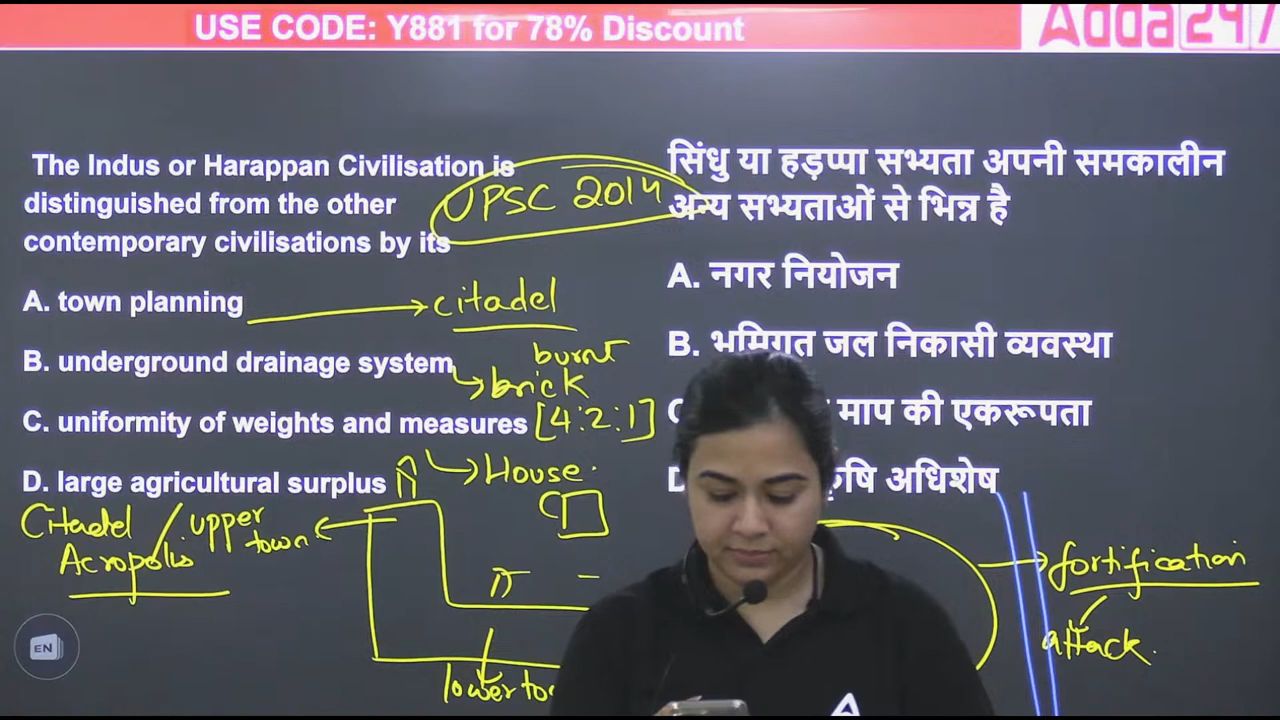 USE CODE: Y881 for 78% Discount
Adda247
The Indus or Harappan Civilisation is
distinguished from the other
contemporary civilisations by its
UPSC 2014
A. town planning
citadel
B. underground drainage system
burnt
brick
C. uniformity of weights and measures [4:2:1]
House.
D. large agricultural surplus
Citadel / upper
town
Acropolis
lower
सिंधु या हड़प्पा सभ्यता अपनी समकालीन
अन्य सभ्यताओं से भिन्न है
A. नगर नियोजन
B. भूमिगत जल निकासी व्यवस्था
माप की एकरूपता
अधिशेष
fortification
attack.
EN